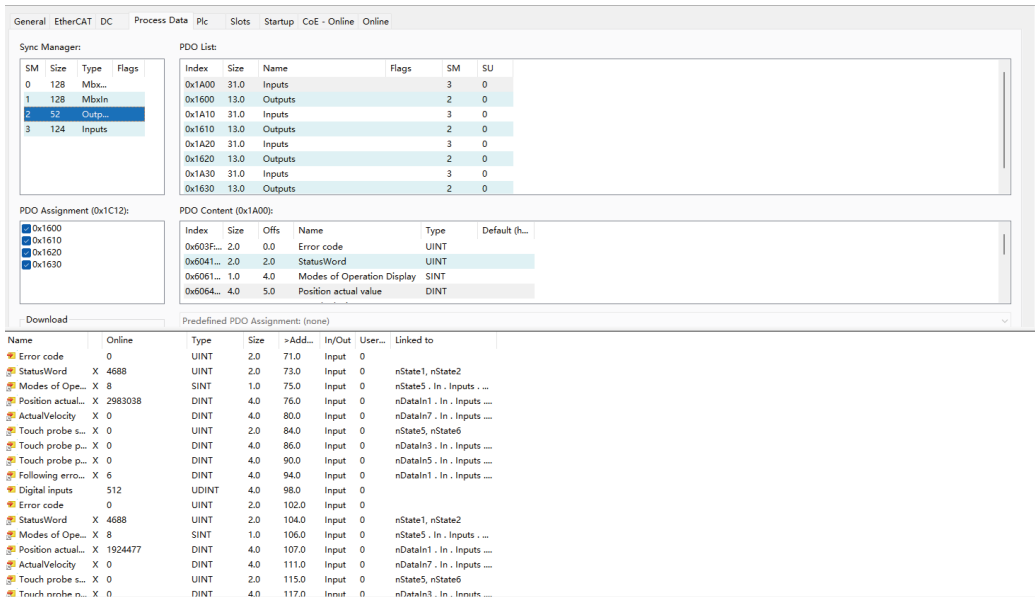 General EtherCAT DC Process Data Plc Slots Startup CoE - Online Online
Sync Manager:
SM Size Type Flags
0 128 Mbx...
1 128 MbxIn
2 52 Outp...
3 124 Inputs
PDO List:
Index Size Name Flags SM SU
0x1A00 31.0 Inputs 3 0
0x1600 13.0 Outputs 2 0
0x1A10 31.0 Inputs 3 0
0x1610 13.0 Outputs 2 0
0x1A20 31.0 Inputs 3 0
0x1620 13.0 Outputs 2 0
0x1A30 31.0 Inputs 3 0
0x1630 13.0 Outputs 2 0
PDO Assignment (0x1C12):
0x1600
0x1610
0x1620
0x1630
PDO Content (0x1A00):
Index Size Offs Name Type Default (h...
0x603F:... 2.0 0.0 Error code UINT
0x6041... 2.0 2.0 StatusWord UINT
0x6061... 1.0 4.0 Modes of Operation Display SINT
0x6064... 4.0 5.0 Position actual value DINT
Download
Predefined PDO Assignment: (none)
Name Online Type Size >Add... In/Out User... Linked to
Error code 0 UINT 2.0 71.0 Input 0
StatusWord X 4688 UINT 2.0 73.0 Input 0 nState1, nState2
Modes of Ope... X 8 SINT 1.0 75.0 Input 0 nState5 . In . Inputs . ...
Position actual... X 2983038 DINT 4.0 76.0 Input 0 nDataIn1 . In . Inputs ....
ActualVelocity X 0 DINT 4.0 80.0 Input 0 nDataIn7 . In . Inputs ....
Touch probe s... X 0 UINT 2.0 84.0 Input 0 nState5, nState6
Touch probe p... X 0 DINT 4.0 86.0 Input 0 nDataIn3 . In . Inputs ....
Touch probe p... X 0 DINT 4.0 90.0 Input 0 nDataIn5 . In . Inputs ....
Following erro... X 6 DINT 4.0 94.0 Input 0 nDataIn1 . In . Inputs ....
Digital inputs 512 UDINT 4.0 98.0 Input 0
Error code 0 UINT 2.0 102.0 Input 0
StatusWord X 4688 UINT 2.0 104.0 Input 0 nState1, nState2
Modes of Ope... X 8 SINT 1.0 106.0 Input 0 nState5 . In . Inputs . ...
Position actual... X 1924477 DINT 4.0 107.0 Input 0 nDataIn1 . In . Inputs ....
ActualVelocity X 0 DINT 4.0 111.0 Input 0 nDataIn7 . In . Inputs ....
Touch probe s... X 0 UINT 2.0 115.0 Input 0 nState5, nState6
Touch probe p... X 0 DINT 4.0 117.0 Input 0 nDataIn3 . In . Inputs ....